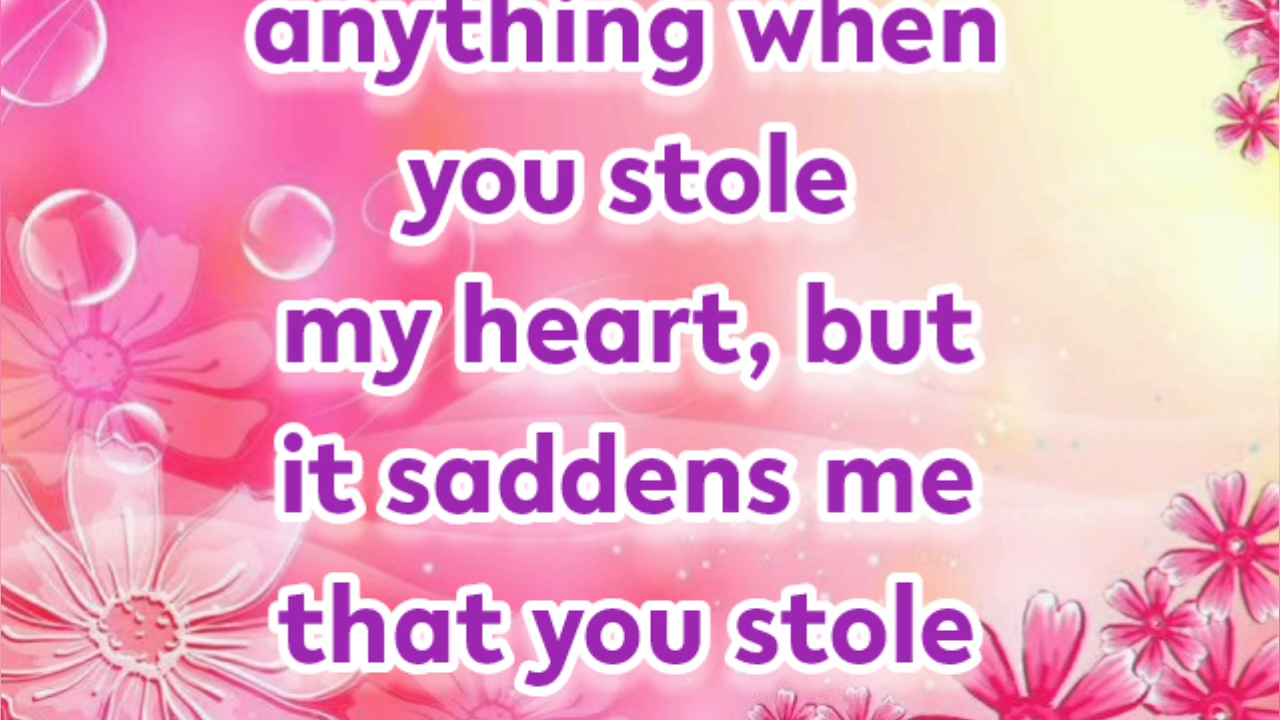 anything when
you stole
my heart, but
it saddens me
that you stole